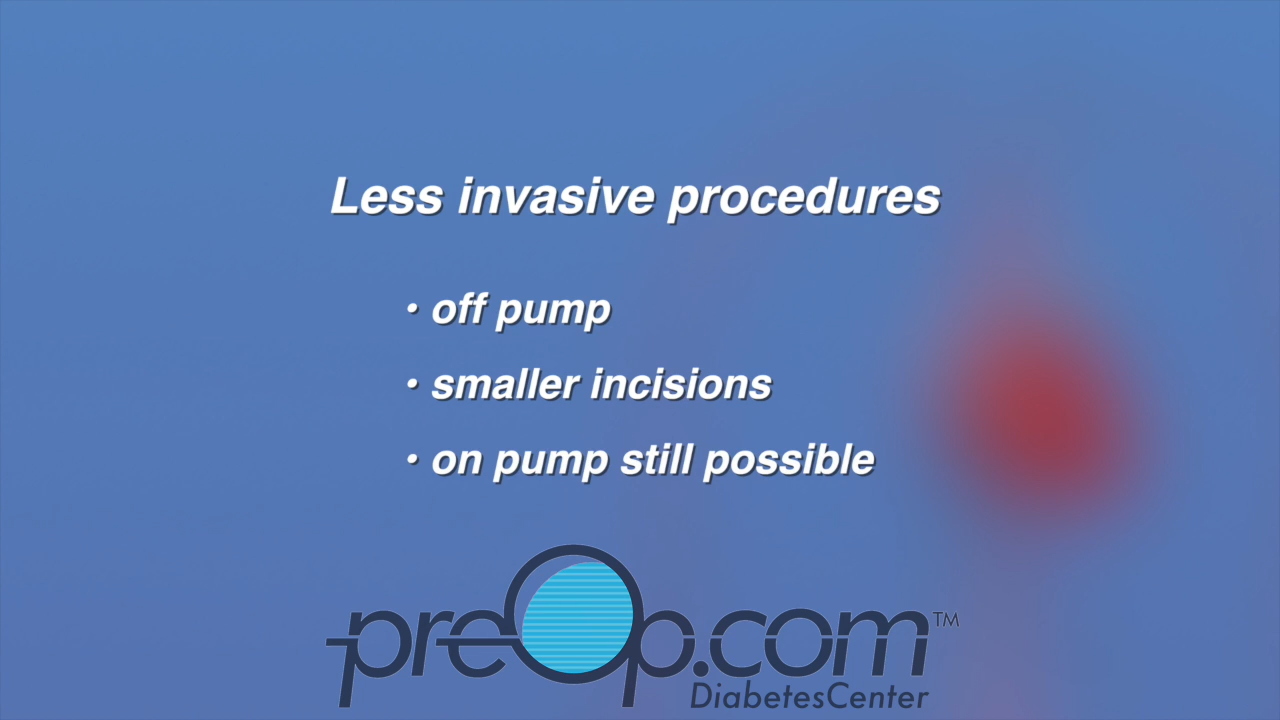 Less invasive procedures
• off pump
• smaller incisions
• on pump still possible
preOp.com™
DiabetesCenter